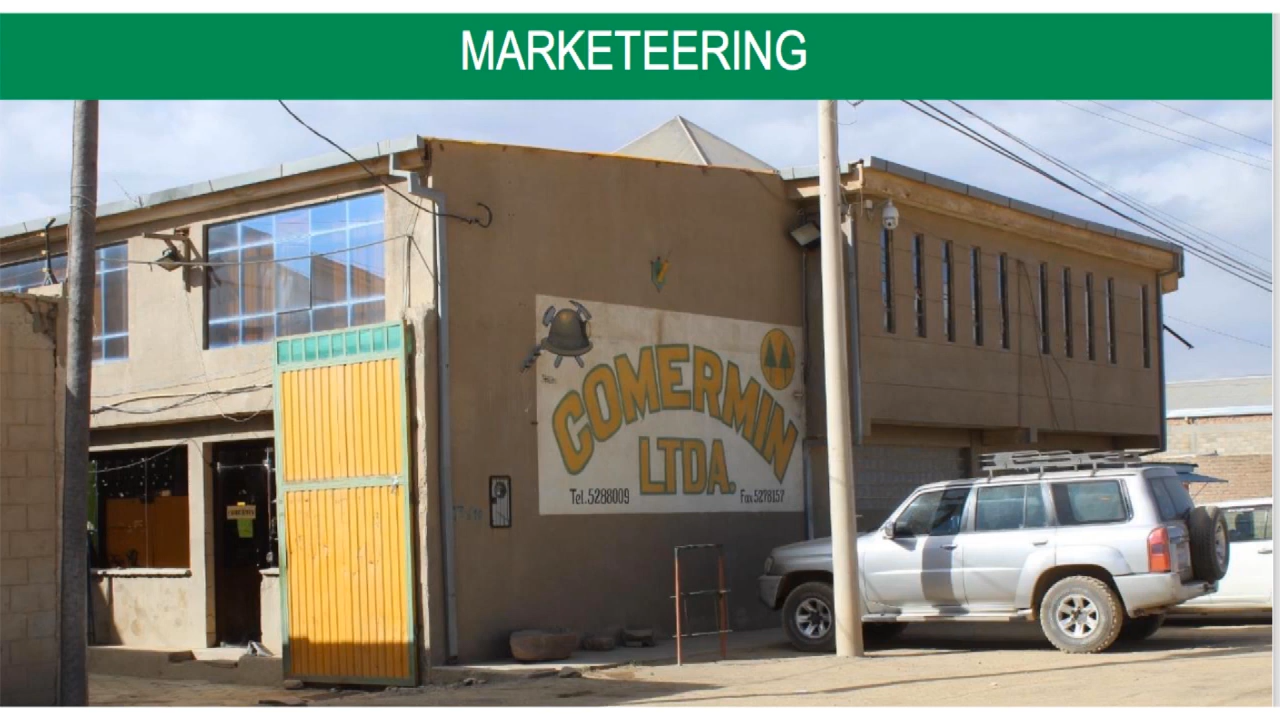 MARKETEERING
COMERMIN
LTDA.
Tel.5288009
Fax.5278157